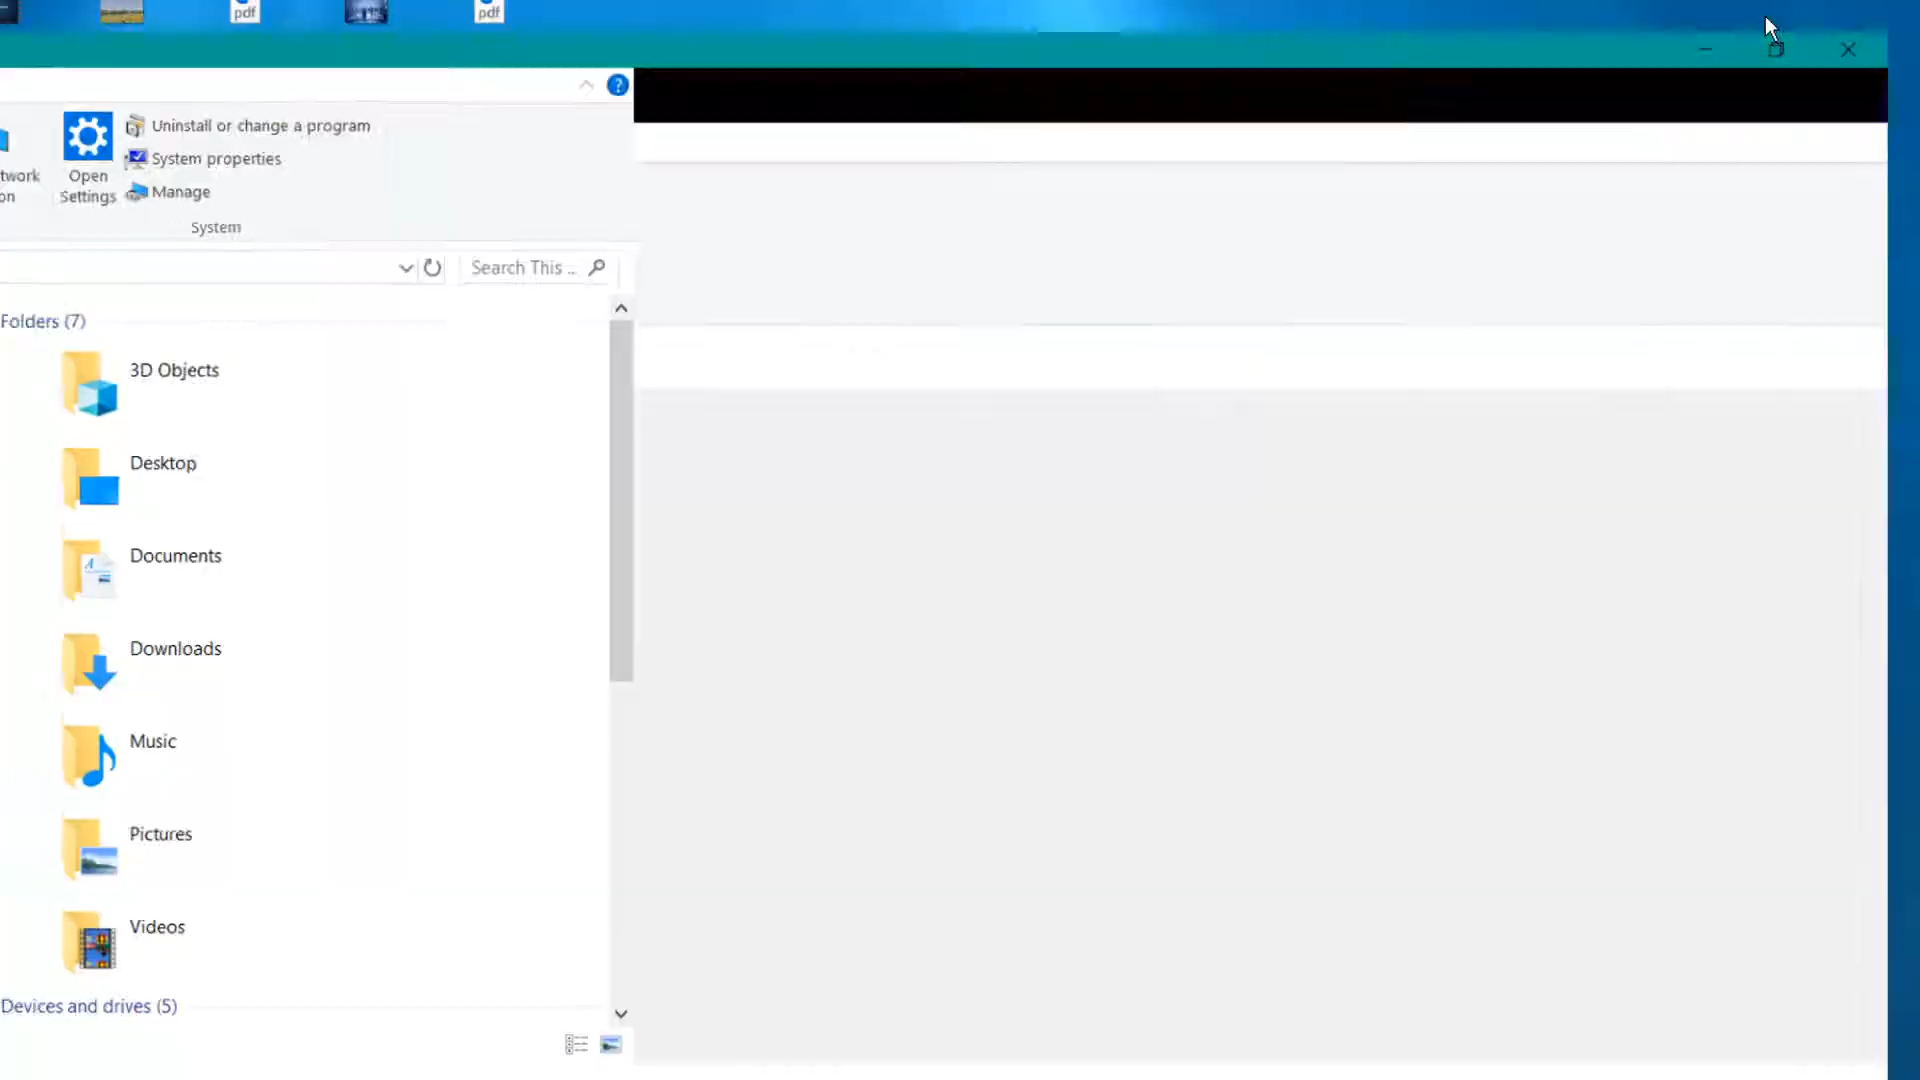 pdf
pdf
?
Uninstall or change a program
System properties
Manage
twork
on
Open
Settings
System
Search This ...
Folders (7)
3D Objects
Desktop
Documents
Downloads
Music
Pictures
Videos
Devices and drives (5)